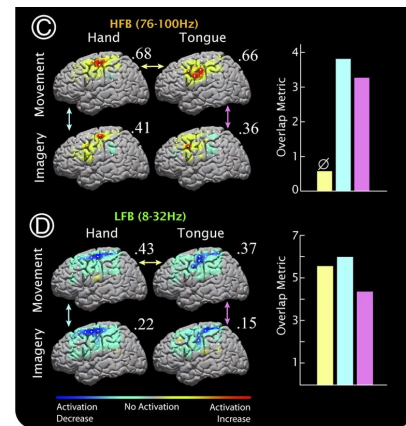 C
HFB (76-100Hz)
Hand Tongue
Movement
.68 .66
Imagery
.41 .36
Overlap Metric
4
3
2
1
0
Ø
D
LFB (8-32Hz)
Hand Tongue
Movement
.43 .37
Imagery
.22 .15
Overlap Metric
7
5
3
1
Activation Decrease
No Activation
Activation Increase